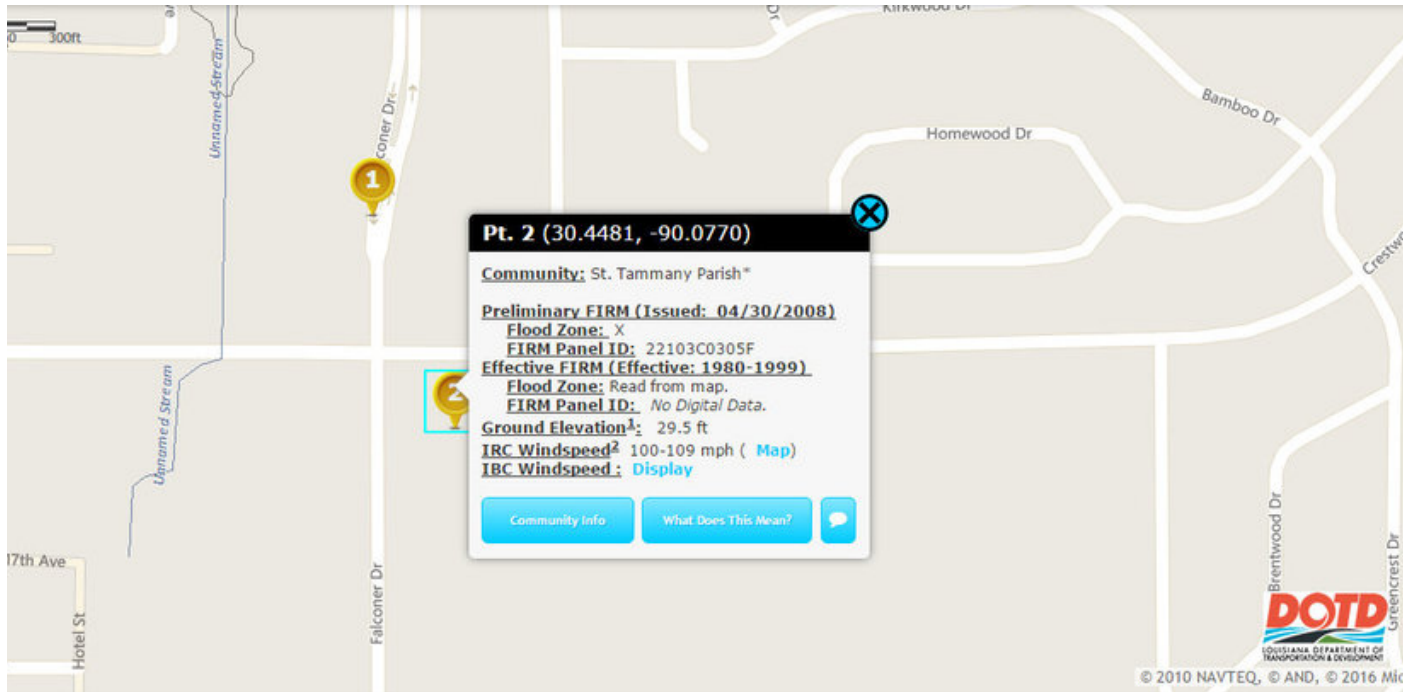 300ft
Unnamed Stream
Kirkwood Dr
Bamboo Dr
Homewood Dr
1
Pt. 2 (30.4481, -90.0770)
Community: St. Tammany Parish*
Preliminary FIRM (Issued: 04/30/2008)
Flood Zone: X
FIRM Panel ID: 22103C0305F
Effective FIRM (Effective: 1980-1999)
Flood Zone: Read from map.
FIRM Panel ID: No Digital Data.
Ground Elevation1: 29.5 ft
IRC Windspeed2 100-109 mph ( Map)
IBC Windspeed : Display
Community Info
What Does This Mean?
2
Unnamed Stream
17th Ave
Hotel St
Falconer Dr
Brentwood Dr
Greencrest Dr
DOTD
LOUISIANA DEPARTMENT OF
TRANSPORTATION & DEVELOPMENT
© 2010 NAVTEQ, © AND, © 2016 Mic